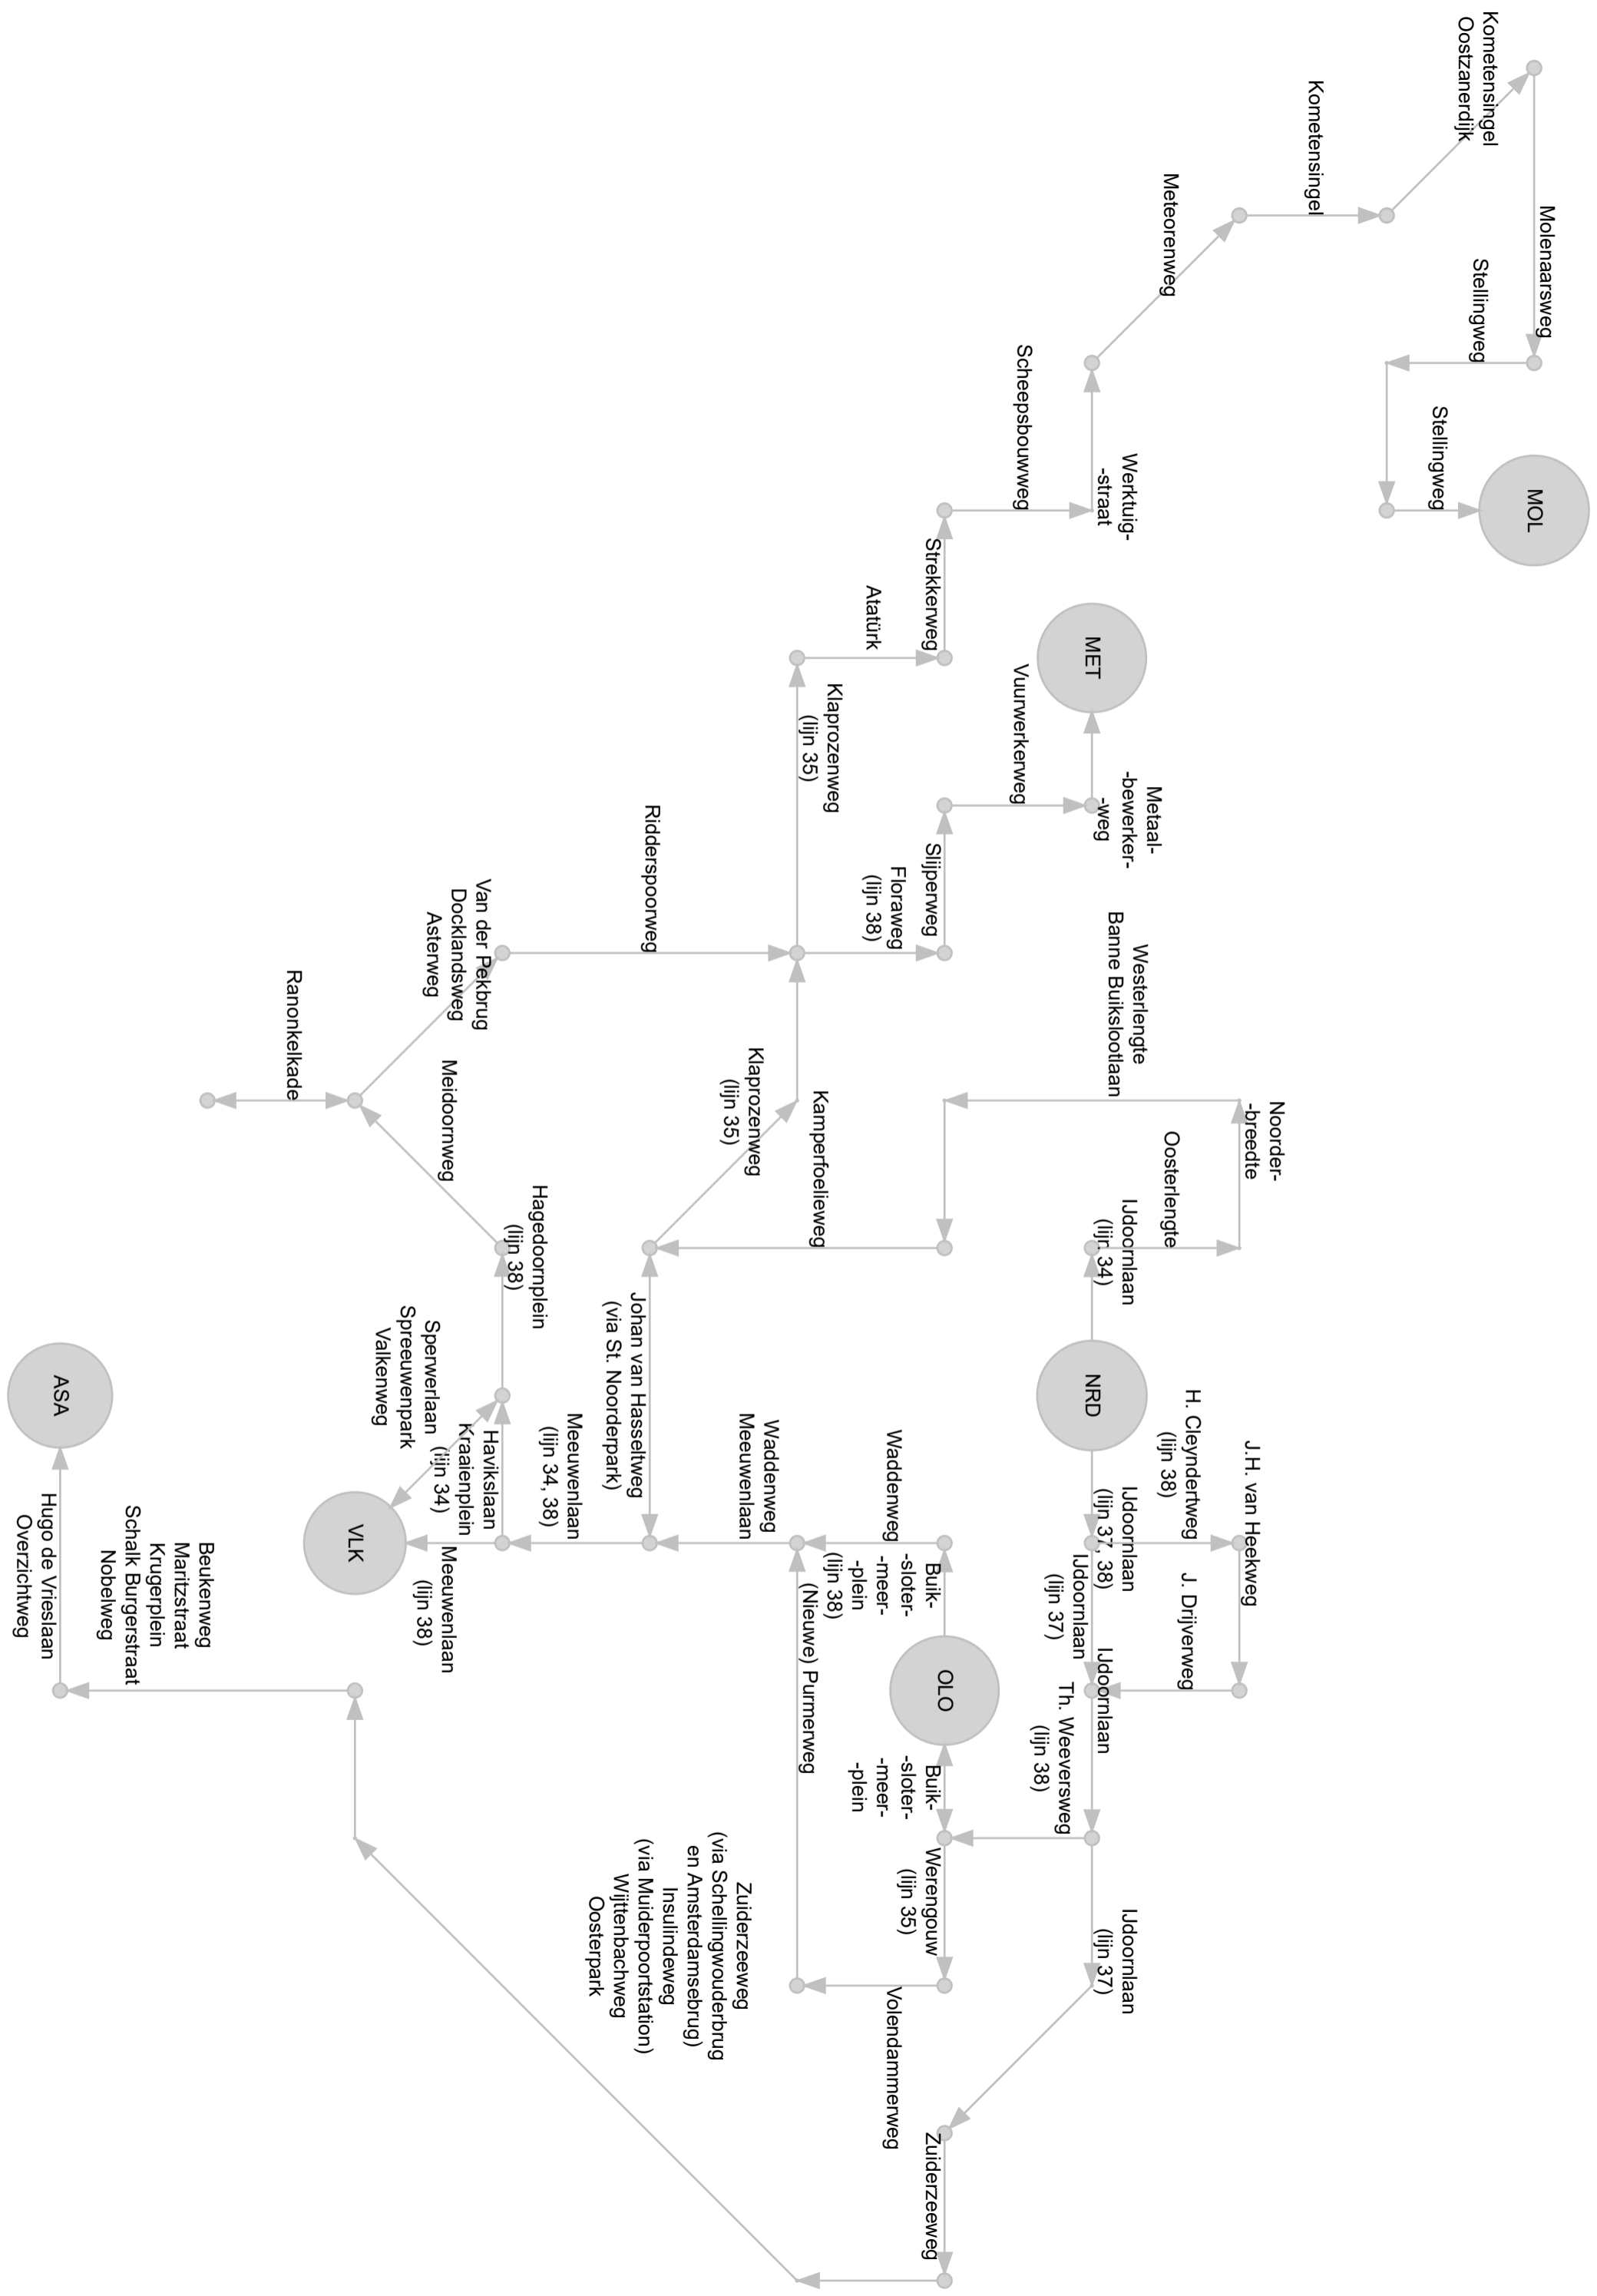 Kometensingel
Oostzanerdijk
Molenaarsweg
Kometensingel
Stellingweg
Stellingweg
MOL
Meteorenweg
Scheepsbouwweg
Werktuig-
-straat
Strekkerweg
Atatürk
MET
Vuurwerkerweg
Metaal-
-bewerker-
-weg
Klaprozenweg
(lijn 35)
Slijperweg
Floraweg
(lijn 38)
Ridderspoorweg
Van der Pekbrug
Docklandsweg
Asterweg
Ranonkelkade
Meidoornweg
Klaprozenweg
(lijn 35)
Kamperfoelieweg
Westerlengte
Banne Buikslootlaan
Noorder-
-breedte
Oosterlengte
IJdoornlaan
(lijn 34)
Hagedoornplein
(lijn 38)
Johan van Hasseltweg
(via St. Noorderpark)
NRD
Sperwerlaan
Spreeuwenpark
Valkenweg
ASA
Havikslaan
Kraaienplein
(lijn 34)
Meeuwenlaan
(lijn 34, 38)
Waddenweg
Meeuwenlaan
Waddenweg
H. Cleyndertweg
(lijn 38)
J.H. van Heekweg
IJdoornlaan
(lijn 37, 38)
VLK
Meeuwenlaan
(lijn 38)
Hugo de Vrieslaan
Overzichtweg
Beukenweg
Maritzstraat
Krugerplein
Schalk Burgerstraat
Nobelweg
(Nieuwe) Purmerweg
Buik-
-sloter-
-meer-
-plein
(lijn 38)
IJdoornlaan
(lijn 37)
J. Drijverweg
OLO
IJdoornlaan
Th. Weeversweg
(lijn 38)
Buik-
-sloter-
-meer-
-plein
Werengouw
(lijn 35)
IJdoornlaan
(lijn 37)
Volendammerweg
Zuiderzeeweg
(via Schellingwouderbrug
en Amsterdamsebrug)
Insulindeweg
(via Muiderpoortstation)
Wijttenbachweg
Oosterpark
Zuiderzeeweg